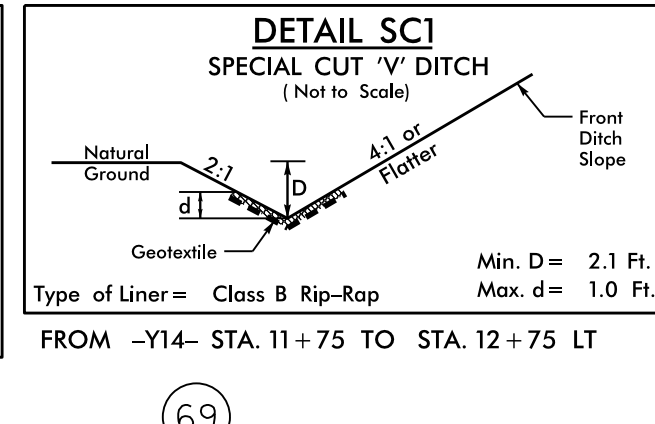 DETAIL SC1
SPECIAL CUT 'V' DITCH
( Not to Scale)
Natural
Ground
2:1
D
4:1 or
Flatter
Front
Ditch
Slope
d
Geotextile
Min. D = 2.1 Ft.
Max. d = 1.0 Ft.
Type of Liner = Class B Rip-Rap
FROM -Y14- STA. 11+75 TO STA. 12+75 LT
69